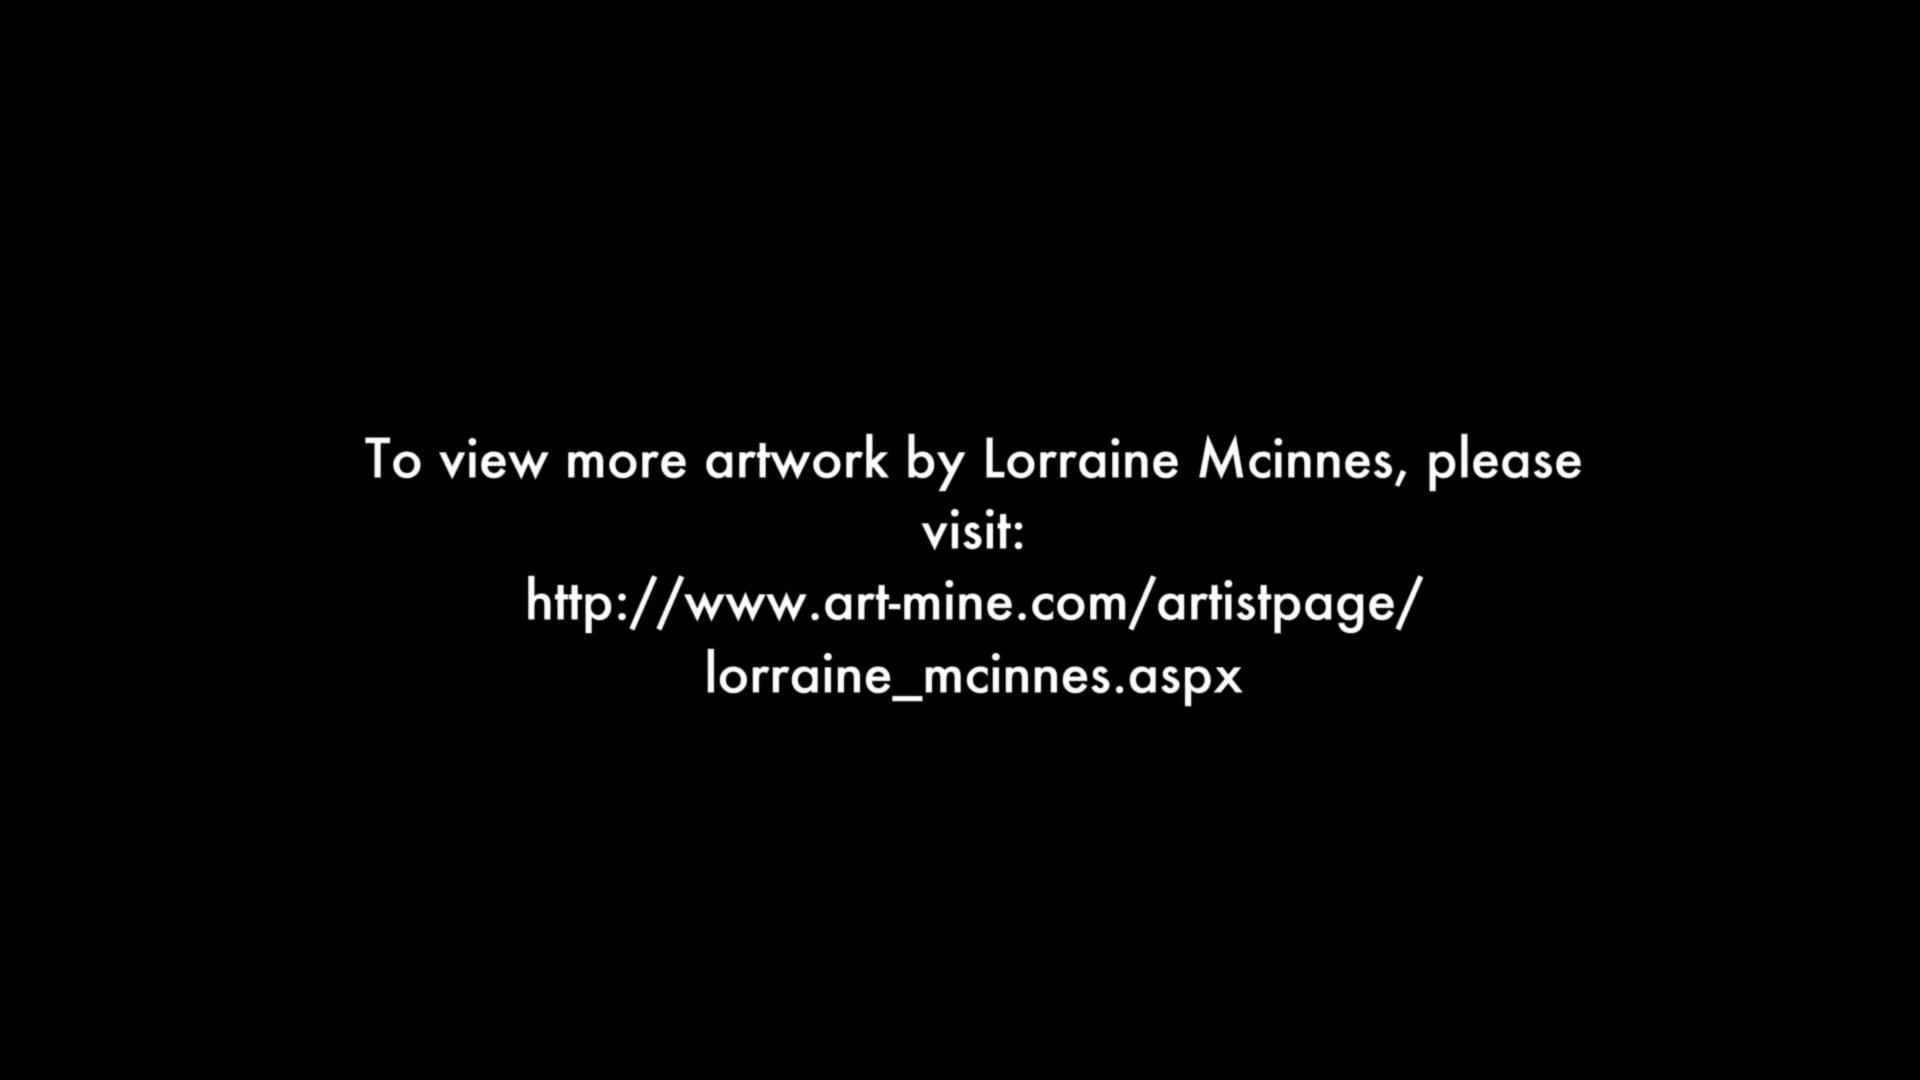 To view more artwork by Lorraine Mcinnes, please
visit:
http://www.art-mine.com/artistpage/
lorraine_mcinnes.aspx